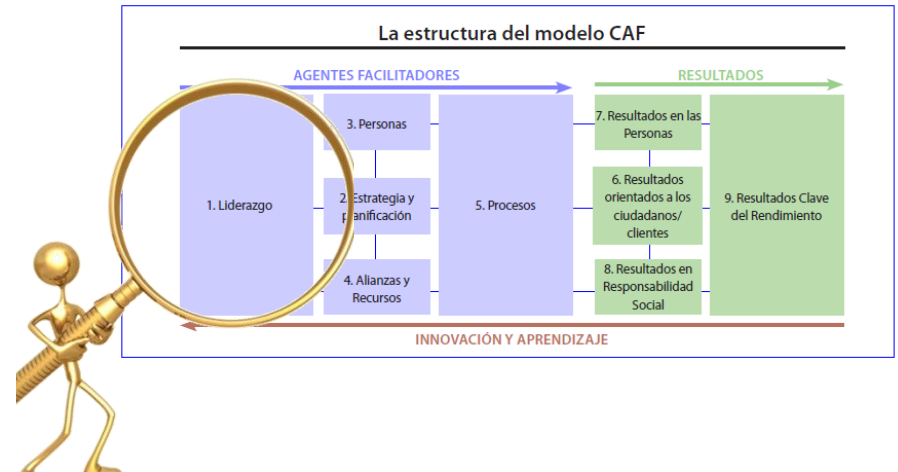 La estructura del modelo CAF
AGENTES FACILITADORES
RESULTADOS
1. Liderazgo
3. Personas
2. Estrategia y
planificación
4. Alianzas y
Recursos
5. Procesos
7. Resultados en las
Personas
6. Resultados
orientados a los
ciudadanos/
clientes
8. Resultados en
Responsabilidad
Social
9. Resultados Clave
del Rendimiento
INNOVACIÓN Y APRENDIZAJE